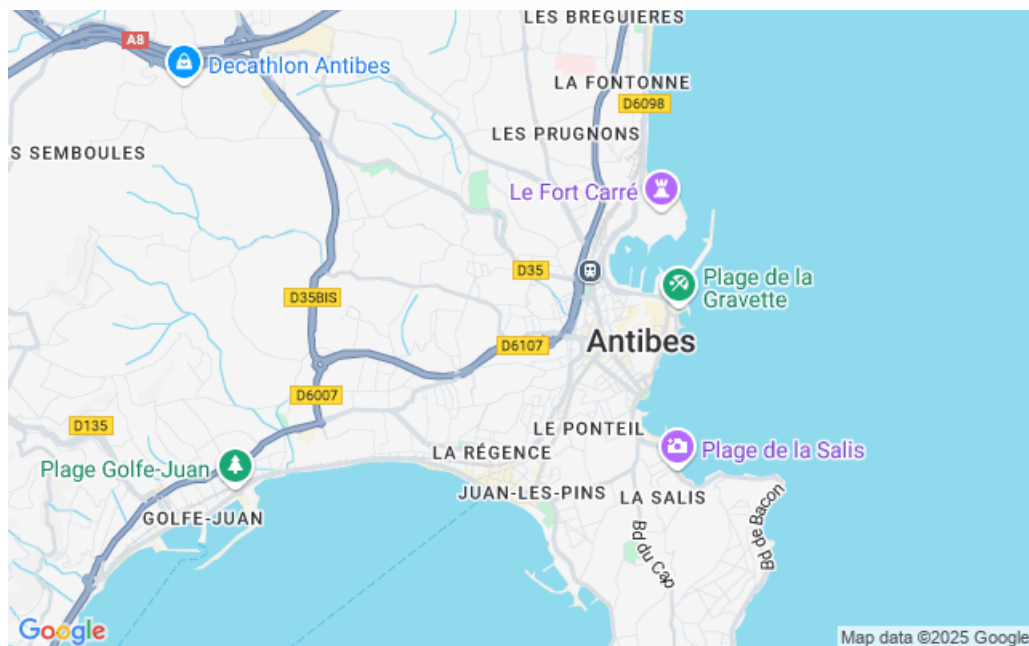 LES BREGUIERES
A8
Decathlon Antibes
LA FONTONNE
D6098
LES PRUGNONS
S SEMBOULES
Le Fort Carré
D35
Plage de la
Gravette
D35BIS
Antibes
D6107
D6007
D135
LE PONTEIL
Plage de la Salis
LA RÉGENCE
Plage Golfe-Juan
JUAN-LES-PINS
LA SALIS
GOLFE-JUAN
Bd de Bacon
Bd du Cap
Google
Map data ©2025 Google